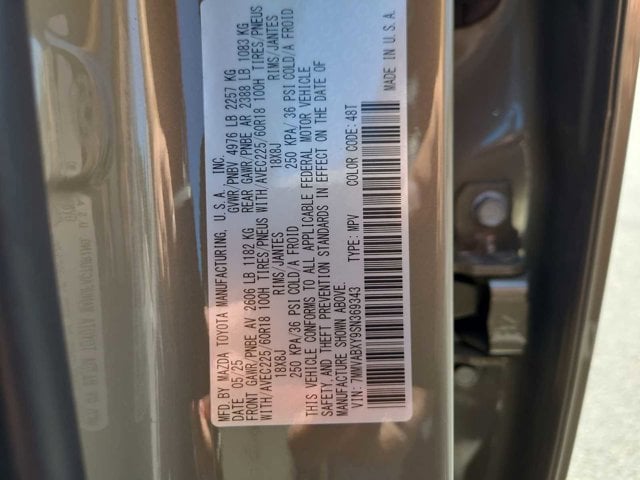 MFD. BY MAZDA TOYOTA MANUFACTURING, U.S.A., INC.
DATE 05/25 GVWR/PNBV 4976 LB 2257 KG
FRONT GAWR/PNBE AV 2606 LB 1182 KG REAR GAWR/PNBE AR 2388 LB 1083 KG
WITH/AVEC225/60R18 100H TIRES/PNEUS WITH/AVEC225/60R18 100H TIRES/PNEUS
18X8J RIMS/JANTES 18X8J RIMS/JANTES
250 KPA/36 PSI COLD/A FROID 250 KPA/36 PSI COLD/A FROID
THIS VEHICLE CONFORMS TO ALL APPLICABLE FEDERAL MOTOR VEHICLE
SAFETY, AND THEFT PREVENTION STANDARDS IN EFFECT ON THE DATE OF
MANUFACTURE SHOWN ABOVE.
VIN: 7MMVABXY9SN369343 TYPE: MPV COLOR CODE: 48T
MADE IN U.S.A.